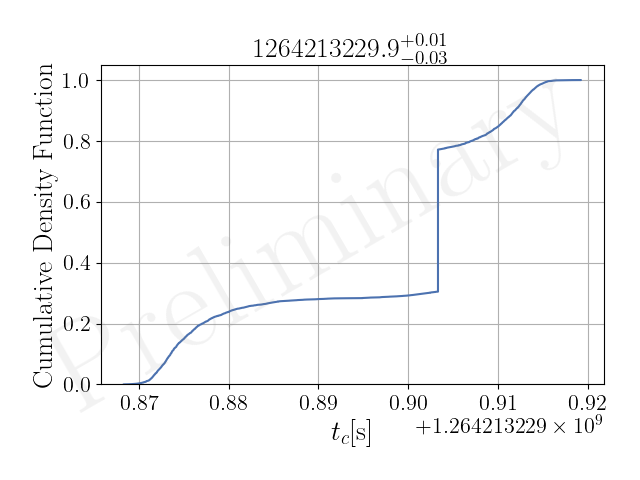 1264213229.9^{+0.01}_{-0.03}
Cumulative Density Function
1.0
0.8
0.6
0.4
0.2
0.0
Preliminary
0.87 0.88 0.89 0.90 0.91 0.92
t_c[s]
+1.264213229 × 10^9